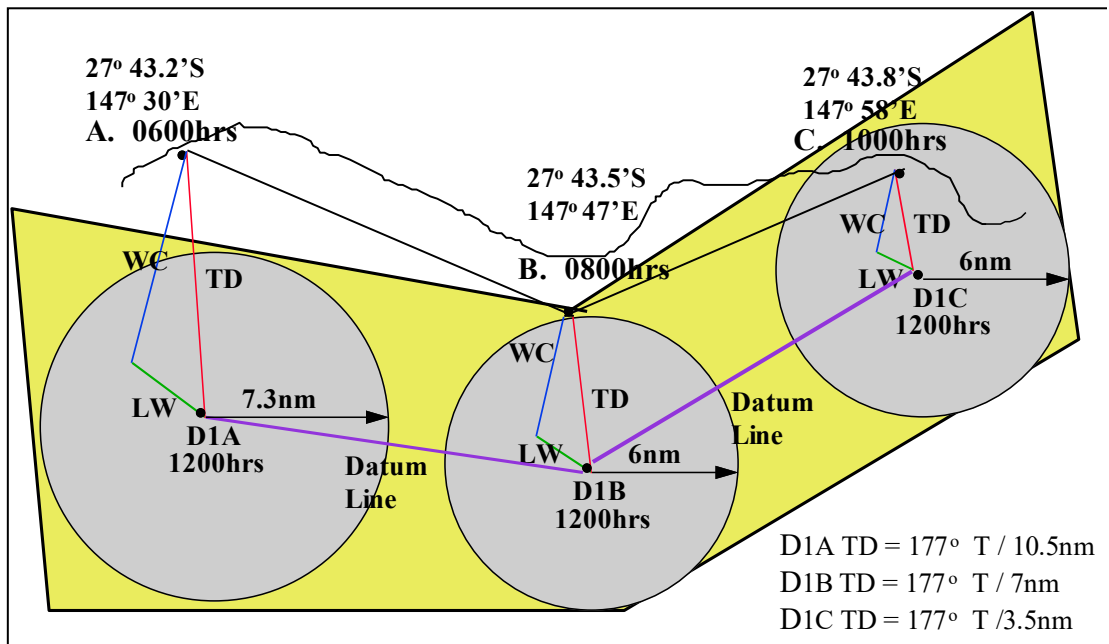 27° 43.2'S
147° 30'E
A. 0600hrs
27° 43.8'S
147° 58'E
C. 1000hrs
27° 43.5'S
147° 47'E
B. 0800hrs
WC
TD
LW
7.3nm
D1A
1200hrs
Datum
Line
WC
TD
LW
6nm
D1B
1200hrs
Datum
Line
WC
TD
LW
6nm
D1C
1200hrs
D1A TD = 177° T / 10.5nm
D1B TD = 177° T / 7nm
D1C TD = 177° T /3.5nm